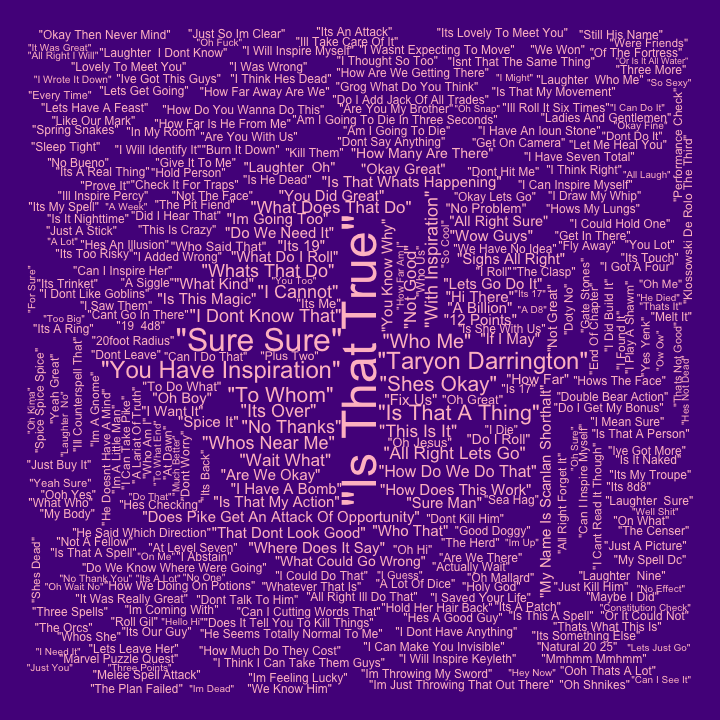 "Okay Then Never Mind" "Just So Im Clear" "Its An Attack" "Its Lovely To Meet You" "Still His Name"
"It Was Great" "Oh Fuck" "Ill Take Care Of It" "Were Friends"
"All Right I Will" "Laughter I Dont Know" "I Will Inspire Myself" "I Wasnt Expecting To Move" "We Won" "Of The Fortress"
"Lovely To Meet You" "I Was Wrong" "I Thought So Too" "Isnt That The Same Thing" "Or Is It All Water"
"I Wrote It Down" "Ive Got This Guys" "I Think Hes Dead" "How Are We Getting There" "I Might" "Laughter Who Me" "Three More"
"Every Time" "Lets Get Going" "How Far Away Are We" "Grog What Do You Think" "Is That My Movement" "So Sexy"
"Lets Have A Feast" "How Do You Wanna Do This" "Do I Add Jack Of All Trades" "Oh Snap" "Ill Roll It Six Times" "I Can Do It"
"Like Our Mark" "How Far Is He From Me" "Are You My Brother" "Am I Going To Die In Three Seconds" "Ladies And Gentlemen"
"Spring Snakes" "In My Room" "Are You With Us" "Am I Going To Die" "I Have An Ioun Stone" "Okay Fine" "Dont Do It"
"Sleep Tight" "I Will Identify It" "Burn It Down" "Kill Them" "Dont Say Anything" "Get On Camera" "Let Me Heal You"
"No Bueno" "Give It To Me" "Laughter Oh" "How Many Are There" "I Have Seven Total" "Performance Check"
"Its A Real Thing" "Hold Person" "Okay Great" "Dont Hit Me" "I Think Right" "All Laugh"
"Prove It" "Check It For Traps" "Is He Dead" "Is That Whats Happening" "I Can Inspire Myself"
"Ill Inspire Percy" "Not The Face" "You Did Great" "Okay Lets Go" "I Draw My Whip"
"Its My Spell" "A Week" "The Pit Fiend" "What Does That Do" "No Problem" "Hows My Lungs"
"Is It Nighttime" "Did I Hear That" "Im Going Too" "All Right Sure" "I Could Hold One"
"Just A Stick" "This Is Crazy" "Do We Need It" "Wow Guys" "Get In There" "Klossowski De Rolo The Third"
"A Lot" "Hes An Illusion" "Who Said That" "Its 19" "We Have No Idea" "Fly Away" "You Lot"
"Its Too Risky" "I Added Wrong" "What Do I Roll" "Sighs All Right" "Its Touch"
"Can I Inspire Her" "Whats That Do" "I Roll" "The Clasp" "I Got A Four"
"Its Trinket" "A Siggle" "What Kind" "You Too" "I Cannot" "Lets Go Do It" "Oh Me"
"I Dont Like Goblins" "Is This Magic" "Hi There" "Its 17" "He Died"
"I Saw Them" "Its Me" "A Billion" "A D8" "Thats It"
"Too Big" "Cant Go In There" "I Dont Know That" "12 Points" "Melt It"
"Its A Ring" "19 4d8" "She Is With Us"
"20foot Radius" "Sure Sure" "Who Me" "If I May"
"For Sure" "Is That True" "You Know Why" "How Far Am I" "Not Good" "With Inspiration" "So Cool"
"Not Great" "Doty No" "Gate Stones" "End Of Chapter" "I Did Build It" "I Found It" "I Play A Shawm" "Yes Yenk" "Ow Ow" "Thats Not Good" "Hes Not Dead"
"Dont Leave" "Can I Do That" "Plus Two" "Taryon Darrington"
"You Have Inspiration" "How Far" "Hows The Face"
"To Do What" "To Whom" "Shes Okay" "Is 17" "Double Bear Action"
"Oh Boy" "Fix Us" "Oh Great" "Do I Get My Bonus"
"I Want It" "Its Over" "Is That A Thing"
"Spice It" "No Thanks" "This Is It" "I Die" "I Mean Sure"
"Whos Near Me" "Oh Jesus" "Do I Roll" "Is That A Person"
"Wait What" "All Right Lets Go" "Ive Got More"
"Just Buy It" "Are We Okay" "How Do We Do That" "Is It Naked"
"Oh Kima" "Spice Spice Spice" "Yeah Great" "Laughter No" "Ill Counterspell That" "Im A Gnome" "He Doesnt Have A Mind" "Im A Little Mad" "I Can Take Pike" "A Lariat Of Truth" "Who Am I" "To What End" "At Dawn" "Much Better" "Dont Worry" "Its Back"
"My Name Is Scanlan Shorthalt" "All Right Forget It" "Oh Sure" "Can I Inspire Myself" "I Cant Read It Though"
"Yeah Sure" "I Have A Bomb" "How Does This Work" "Its My Troupe"
"Ooh Yes" "Do That" "Is That My Action" "Sure Man" "Sea Hag" "Its 8d8"
"What Who" "Hes Checking" "Laughter Sure"
"My Body" "Does Pike Get An Attack Of Opportunity" "Dont Kill Him" "Well Shit"
"He Said Which Direction" "That Dont Look Good" "Who That" "Good Doggy" "On What"
"Not A Fellow" "At Level Seven" "Where Does It Say" "Oh Hi" "The Herd" "Im Up" "The Censer"
"Is That A Spell" "Oh Me" "I Abstain" "What Could Go Wrong" "Are We There" "Just A Picture"
"Shes Dead" "Do We Know Where Were Going" "Actually Wait" "My Spell Dc"
"No Thank You" "Its A Lot" "No One" "I Could Do That" "I Guess" "Oh Mallard" "Laughter Nine"
"Oh Wait No" "How We Doing On Potions" "Whatever That Is" "A Lot Of Dice" "Holy God" "Just Kill Him" "No Effect"
"It Was Really Great" "Dont Talk To Him" "All Right Ill Do That" "I Saved Your Life" "Maybe I Did"
"Three Spells" "Im Coming With" "Can I Cutting Words That" "Hold Her Hair Back" "Its A Patch" "Constitution Check"
"Roll Gil" "Hello Hi" "Does It Tell You To Kill Things" "Hes A Good Guy" "Is This A Spell" "Or It Could Not"
"The Orcs" "Its Our Guy" "He Seems Totally Normal To Me" "I Dont Have Anything" "Thats What This Is"
"Whos She" "Its Something Else"
"I Need It" "Lets Leave Her" "How Much Do They Cost" "I Can Make You Invisible" "Natural 20 25" "Lets Just Go"
"Marvel Puzzle Quest" "I Think I Can Take Them Guys" "I Will Inspire Keyleth" "Mmhmm Mmhmm"
"Just You" "Three Points" "Melee Spell Attack" "Im Feeling Lucky" "Im Throwing My Sword" "Hey Now" "Ooh Thats A Lot"
"The Plan Failed" "Im Dead" "We Know Him" "Im Just Throwing That Out There" "Oh Shnikes" "Can I See It"